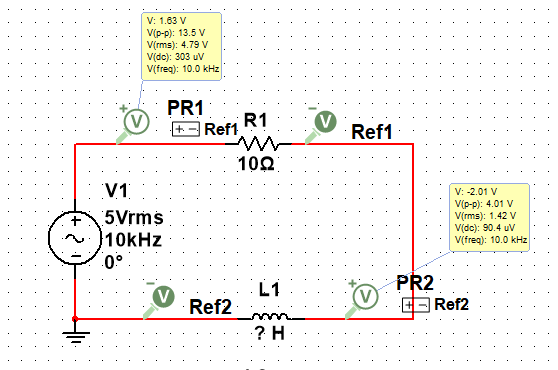 V: 1.63 V
V(p-p): 13.5 V
V(rms): 4.79 V
V(dc): 303 uV
V(freq): 10.0 kHz
PR1
Ref1
R1
Ref1
10Ω
V: -2.01 V
V(p-p): 4.01 V
V(rms): 1.42 V
V(dc): 90.4 uV
V(freq): 10.0 kHz
V1
5Vrms
10kHz
0°
L1
PR2
Ref2
Ref2
? H